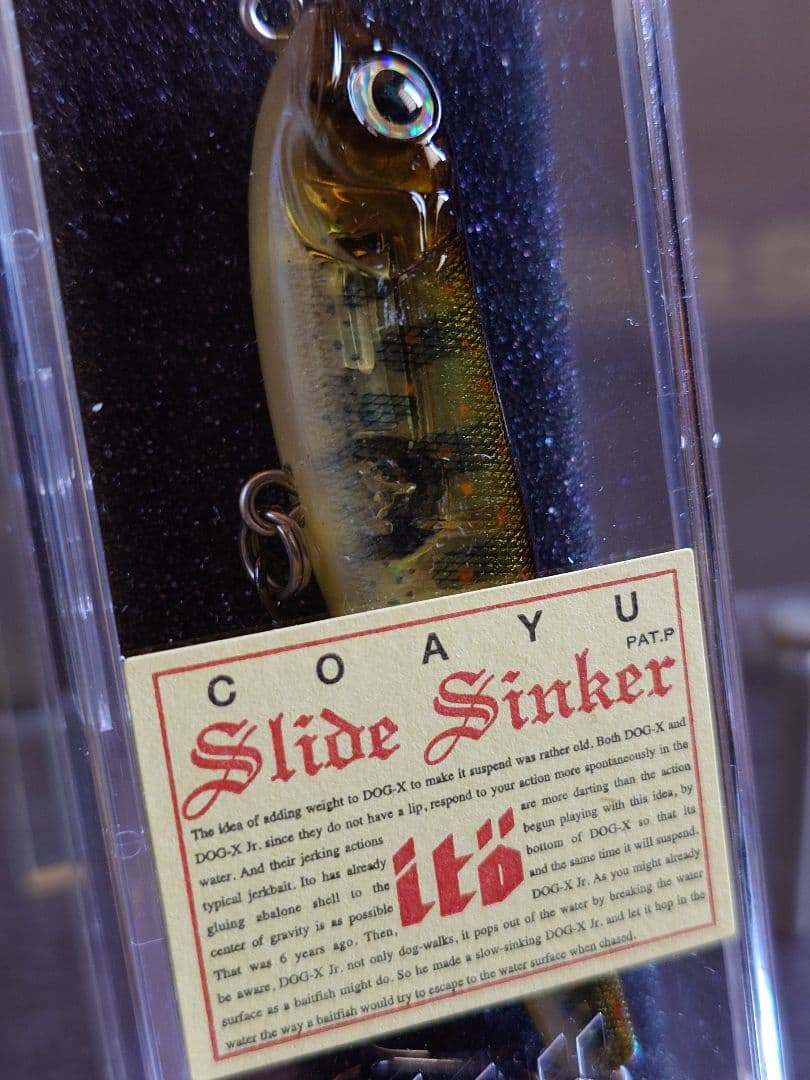 C O A Y U
PAT.P
Slide Sinker
The idea of adding weight to DOG-X to make it suspend was rather old. Both DOG-X and
DOG-X Jr. since they do not have a lip, respond to your action more spontaneously in the
water. And their jerking actions are more darting than the action
typical jerkbait. Ito has already begun playing with this idea, by
gluing abalone shell to the bottom of DOG-X so that its
center of gravity is as possible and the same time it will suspend.
That was 6 years ago. Then, DOG-X Jr. As you might already
be aware, DOG-X Jr. not only dog-walks, it pops out of the water by breaking the water
surface as a baitfish might do. So he made a slow-sinking DOG-X Jr. and let it hop in the
water the way a baitfish would try to escape to the water surface when chased.
itö